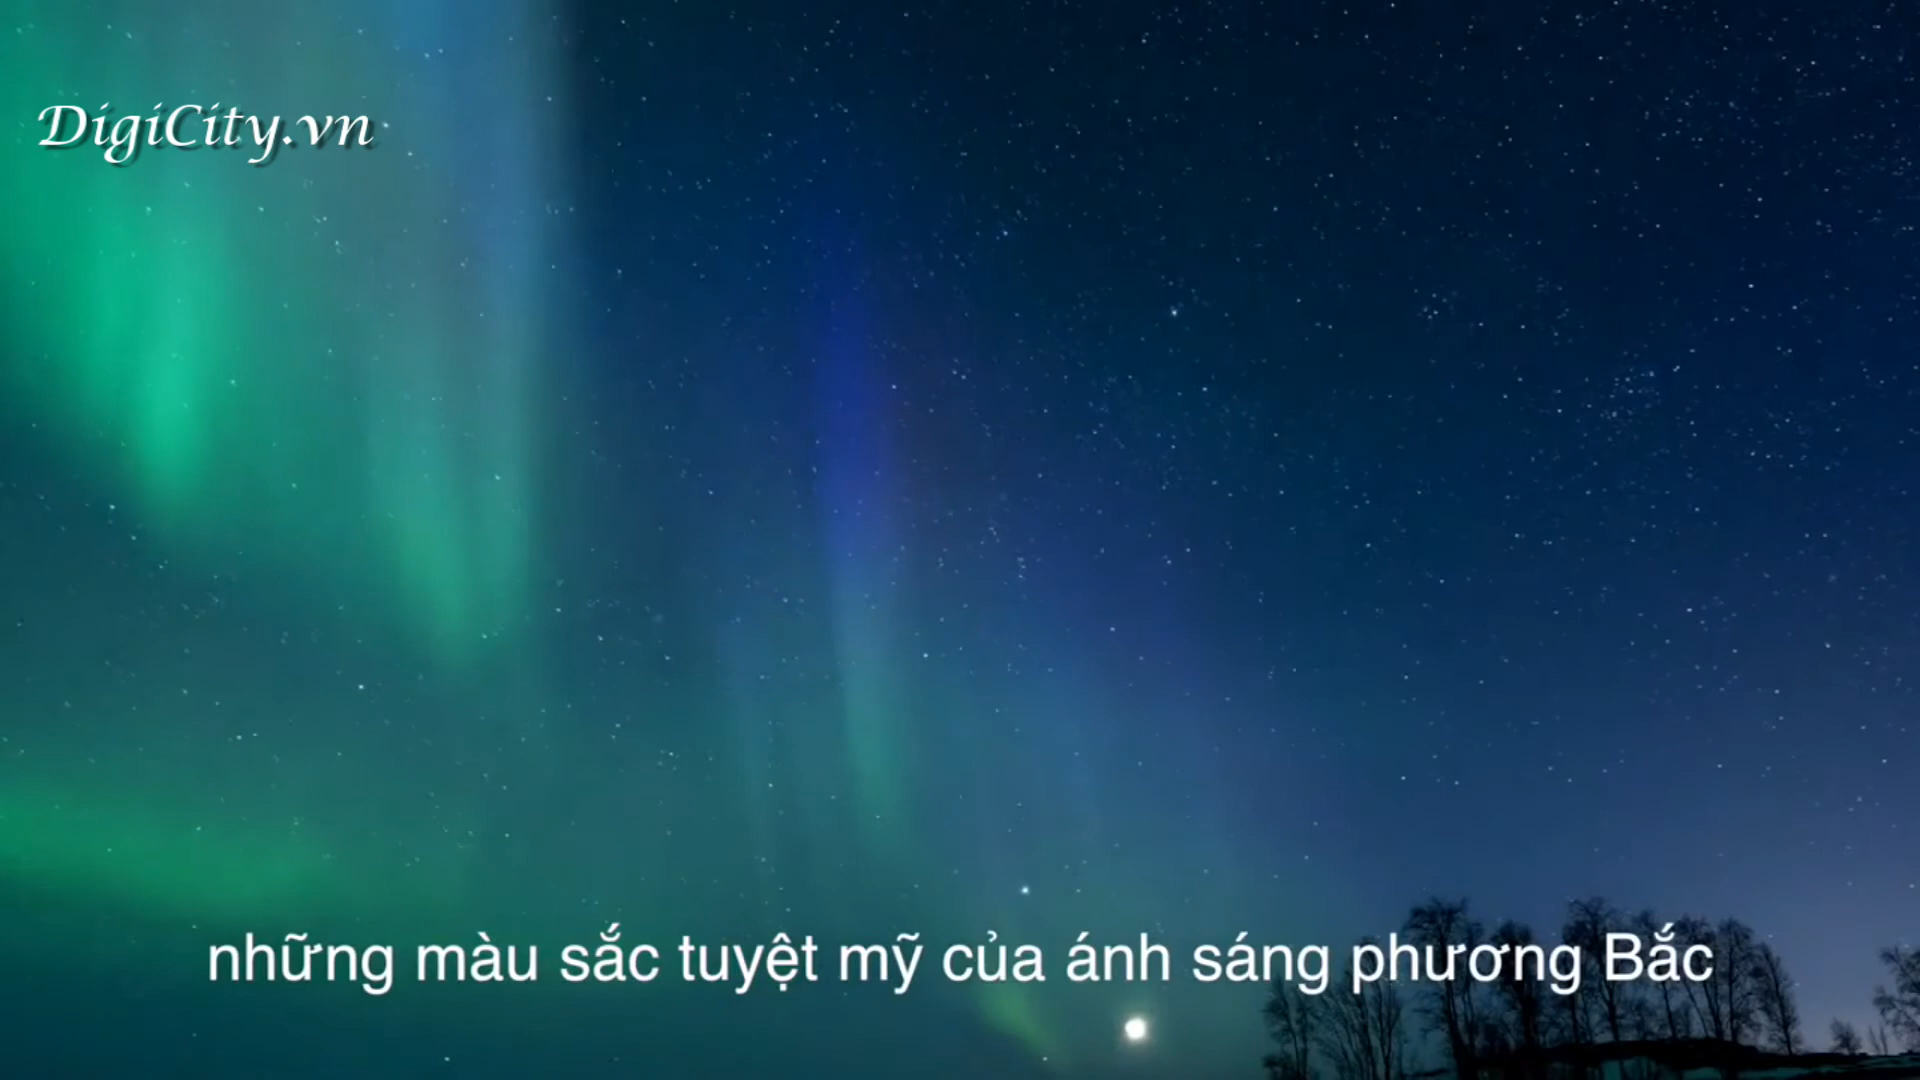 DigiCity.vn
những màu sắc tuyệt mỹ của ánh sáng phương Bắc